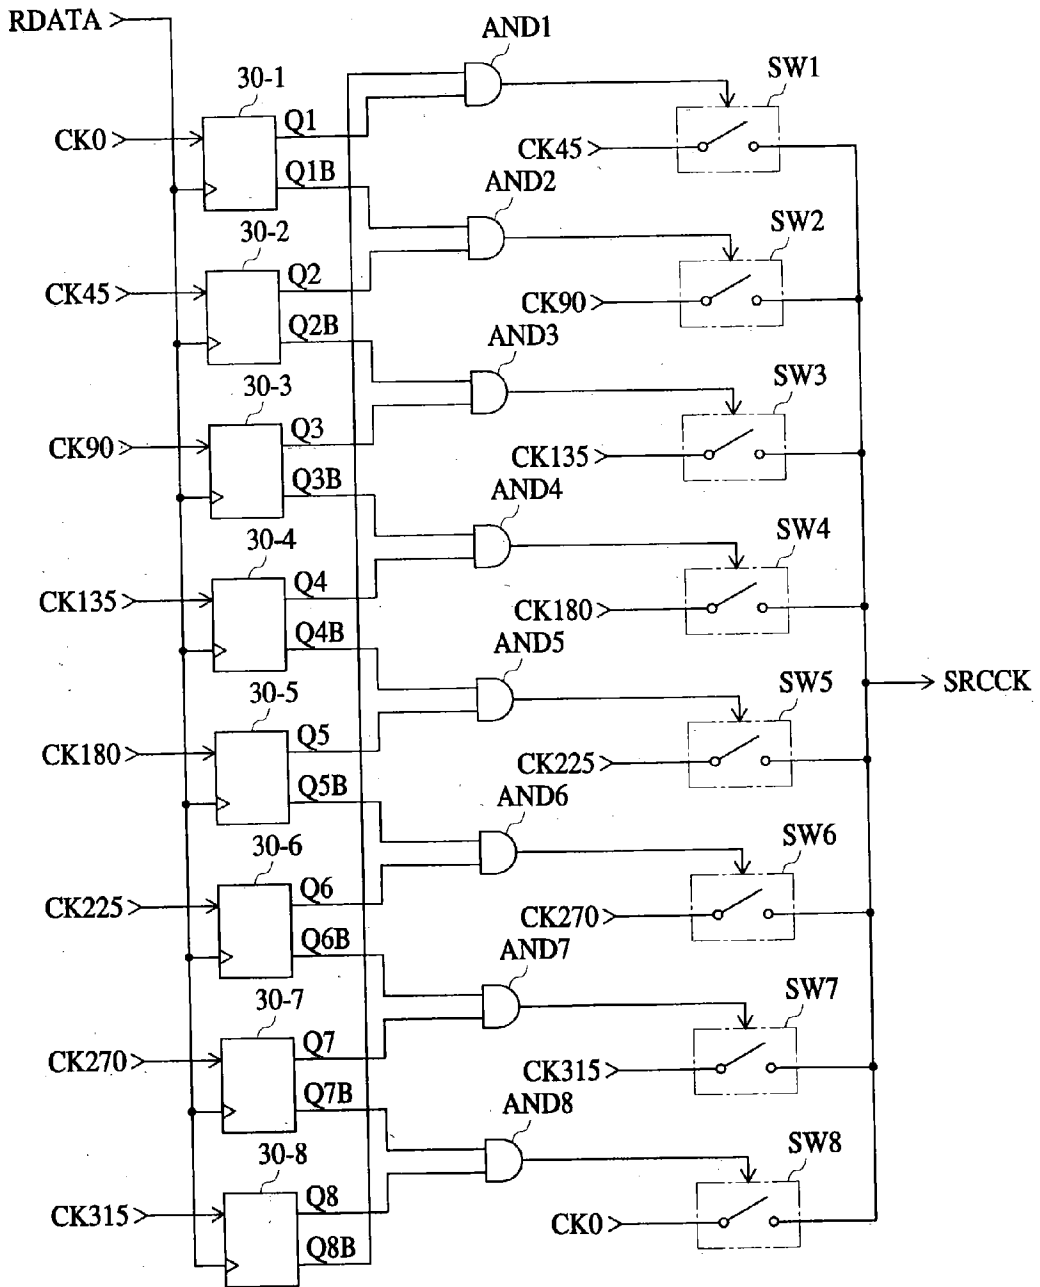 RDATA
AND1
SW1
30-1
Q1
CK0
CK45
Q1B
AND2
SW2
30-2
Q2
CK45
CK90
Q2B
AND3
SW3
30-3
Q3
CK90
CK135
Q3B
AND4
SW4
30-4
Q4
CK135
CK180
Q4B
AND5
SW5
SRCCK
30-5
Q5
CK180
CK225
Q5B
AND6
SW6
30-6
Q6
CK225
CK270
Q6B
AND7
SW7
30-7
Q7
CK270
CK315
Q7B
AND8
SW8
30-8
Q8
CK315
CK0
Q8B